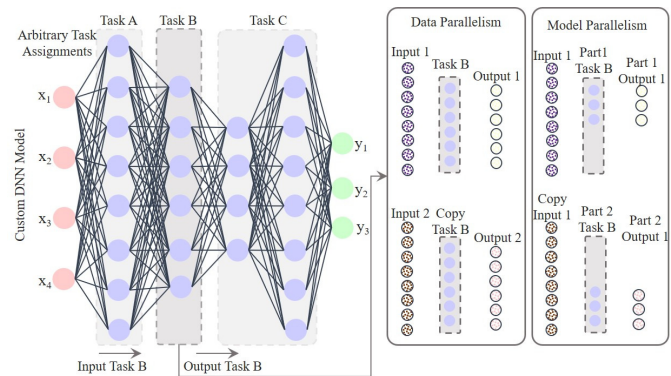 Task A
Task B
Task C
Arbitrary Task
Assignments
Custom DNN Model
x1
x2
x3
x4
y1
y2
y3
Input Task B
Output Task B
Data Parallelism
Input 1
Task B
Output 1
Input 2
Copy
Task B
Output 2
Model Parallelism
Input 1
Part1
Task B
Part 1
Output 1
Copy
Input 1
Part 2
Task B
Part 2
Output 1